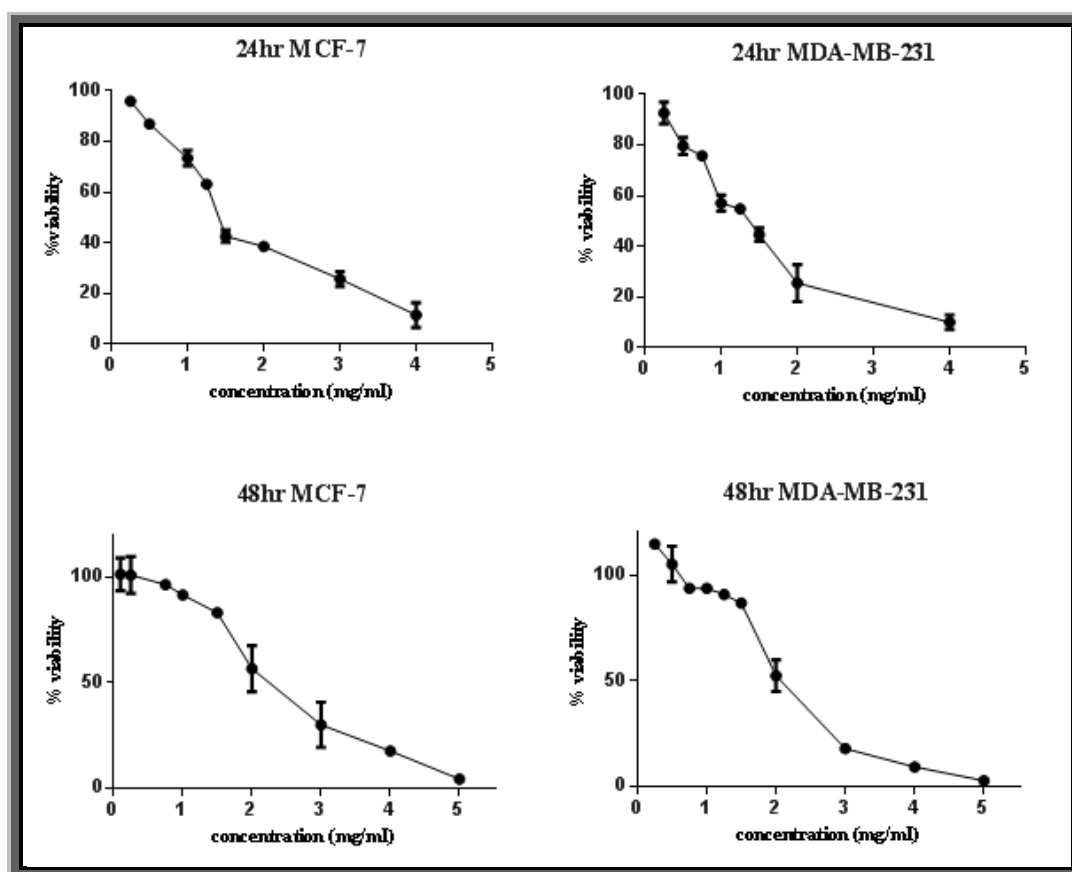 24hr MCF-7
100
80
60
40
20
0
%viability
0 1 2 3 4 5
concentration (mg/ml)
24hr MDA-MB-231
100
80
60
40
20
0
% viability
0 1 2 3 4 5
concentration (mg/ml)
48hr MCF-7
100
50
0
% viability
0 1 2 3 4 5
concentration (mg/ml)
48hr MDA-MB-231
100
50
0
% viability
0 1 2 3 4 5
concentration (mg/ml)